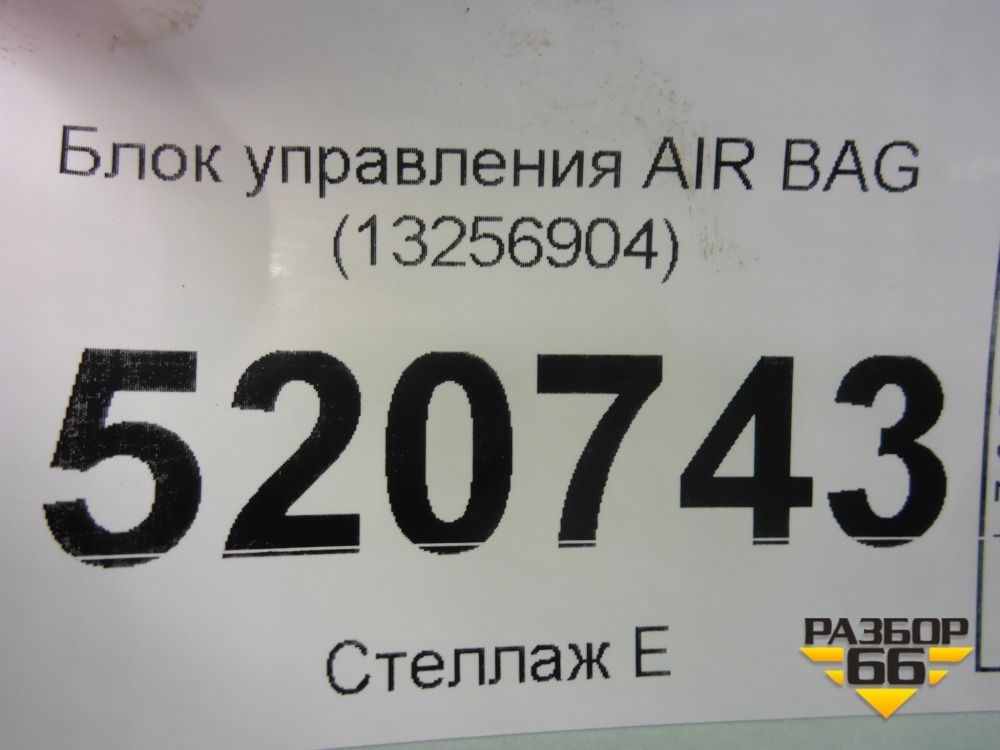 Блок управления AIR BAG
(13256904)
520743
Стеллаж Е
РАЗБОР
66